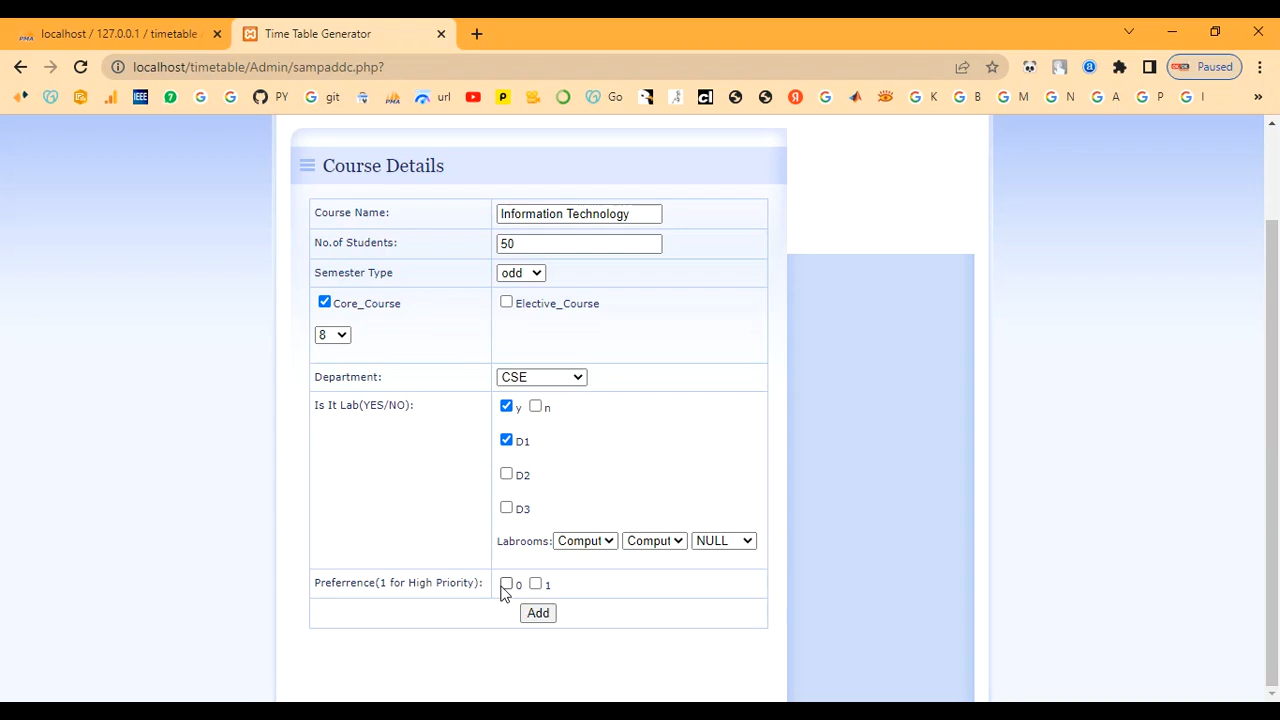 localhost / 127.0.0.1 / timetable
Time Table Generator
localhost/timetable/Admin/sampaddc.php?
Paused
IEEE
PY
git
url
Go
K
B
M
N
A
P
I
»
Course Details
Course Name: Information Technology
No.of Students: 50
Semester Type odd
Core_Course Elective_Course
8
Department: CSE
Is It Lab(YES/NO): y n
D1
D2
D3
Labrooms: Comput Comput NULL
Preferrence(1 for High Priority): 0 1
Add